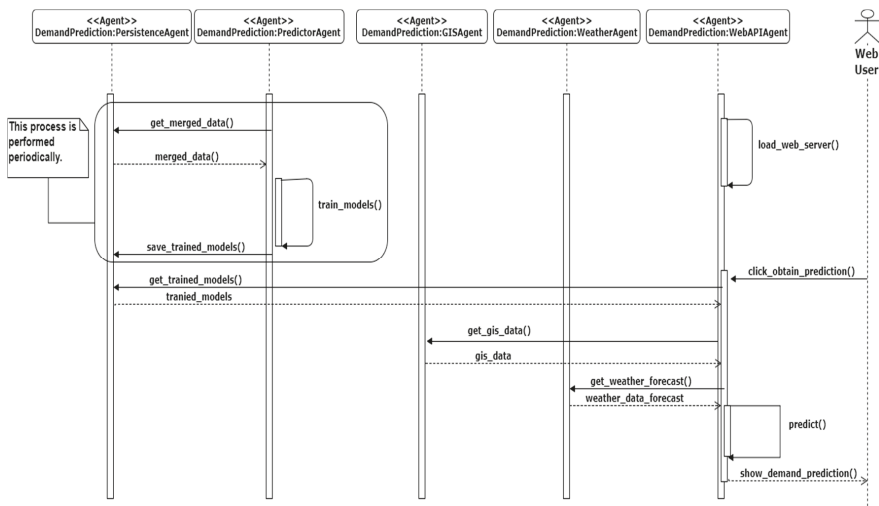 <<Agent>>
DemandPrediction:PersistenceAgent
<<Agent>>
DemandPrediction:PredictorAgent
<<Agent>>
DemandPrediction:GISAgent
<<Agent>>
DemandPrediction:WeatherAgent
<<Agent>>
DemandPrediction:WebAPIAgent
Web
User
This process is
performed
periodically.
get_merged_data()
merged_data()
load_web_server()
train_models()
save_trained_models()
click_obtain_prediction()
get_trained_models()
tranied_models
get_gis_data()
gis_data
get_weather_forecast()
weather_data_forecast
predict()
show_demand_prediction()